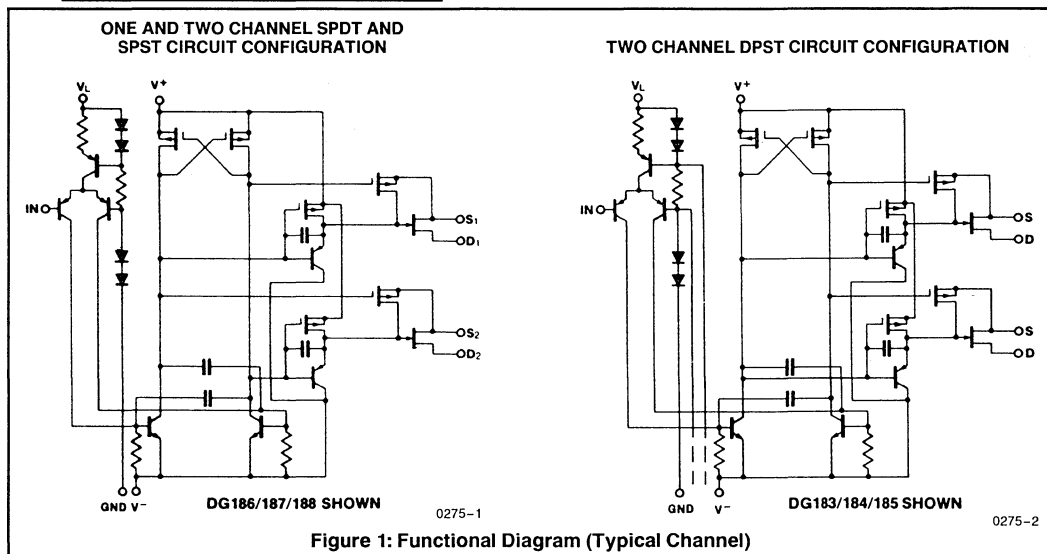 ONE AND TWO CHANNEL SPDT AND
SPST CIRCUIT CONFIGURATION
VL
V+
IN
S1
D1
S2
D2
GND V−
DG186/187/188 SHOWN
0275–1
TWO CHANNEL DPST CIRCUIT CONFIGURATION
VL
V+
IN
S
D
S
D
GND
V−
DG183/184/185 SHOWN
0275–2
Figure 1: Functional Diagram (Typical Channel)